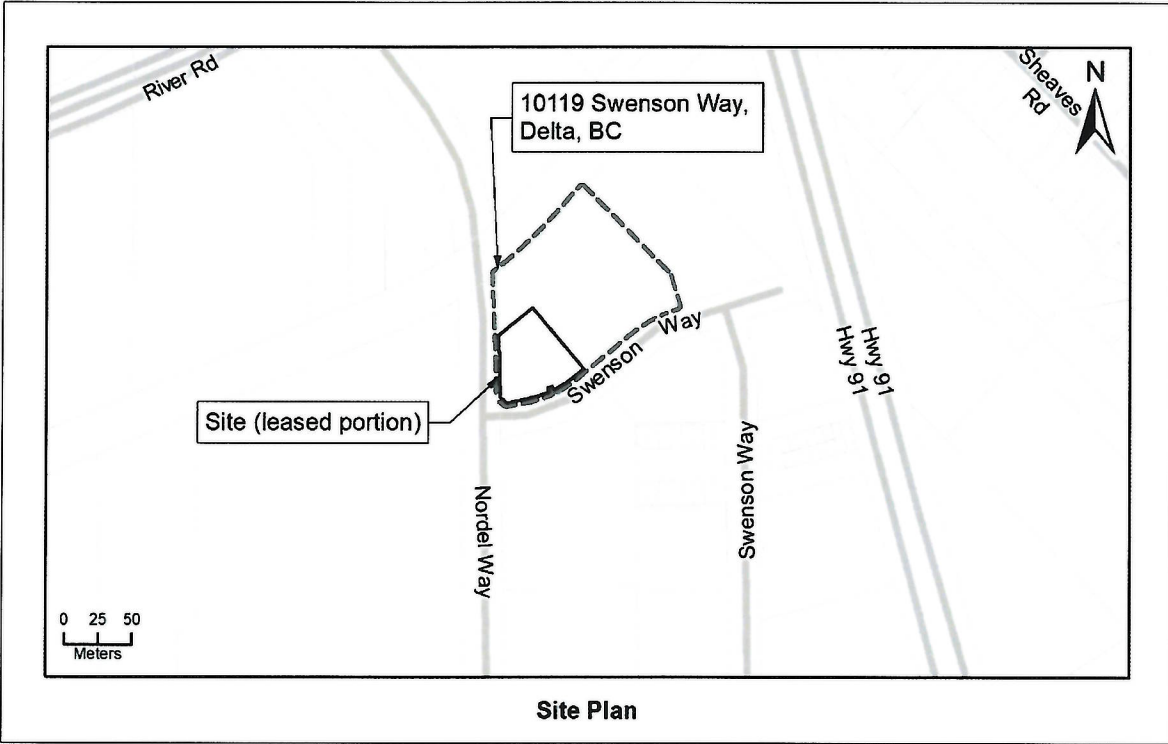 River Rd
10119 Swenson Way,
Delta, BC
Sheaves
Rd
N
Swenson Way
Hwy 91
Hwy 91
Site (leased portion)
Nordel Way
Swenson Way
0 25 50
Meters
Site Plan